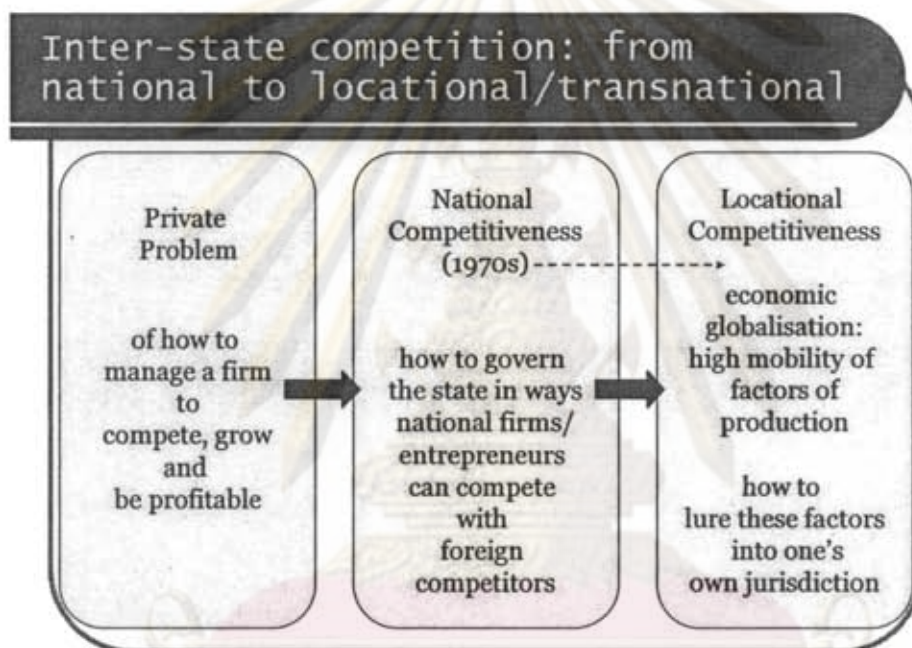 Inter-state competition: from
national to locational/transnational
Private
Problem
of how to
manage a firm
to
compete, grow
and
be profitable
National
Competitiveness
(1970s)
how to govern
the state in ways
national firms/
entrepreneurs
can compete
with
foreign
competitors
Locational
Competitiveness
economic
globalisation:
high mobility of
factors of
production
how to
lure these factors
into one's
own jurisdiction